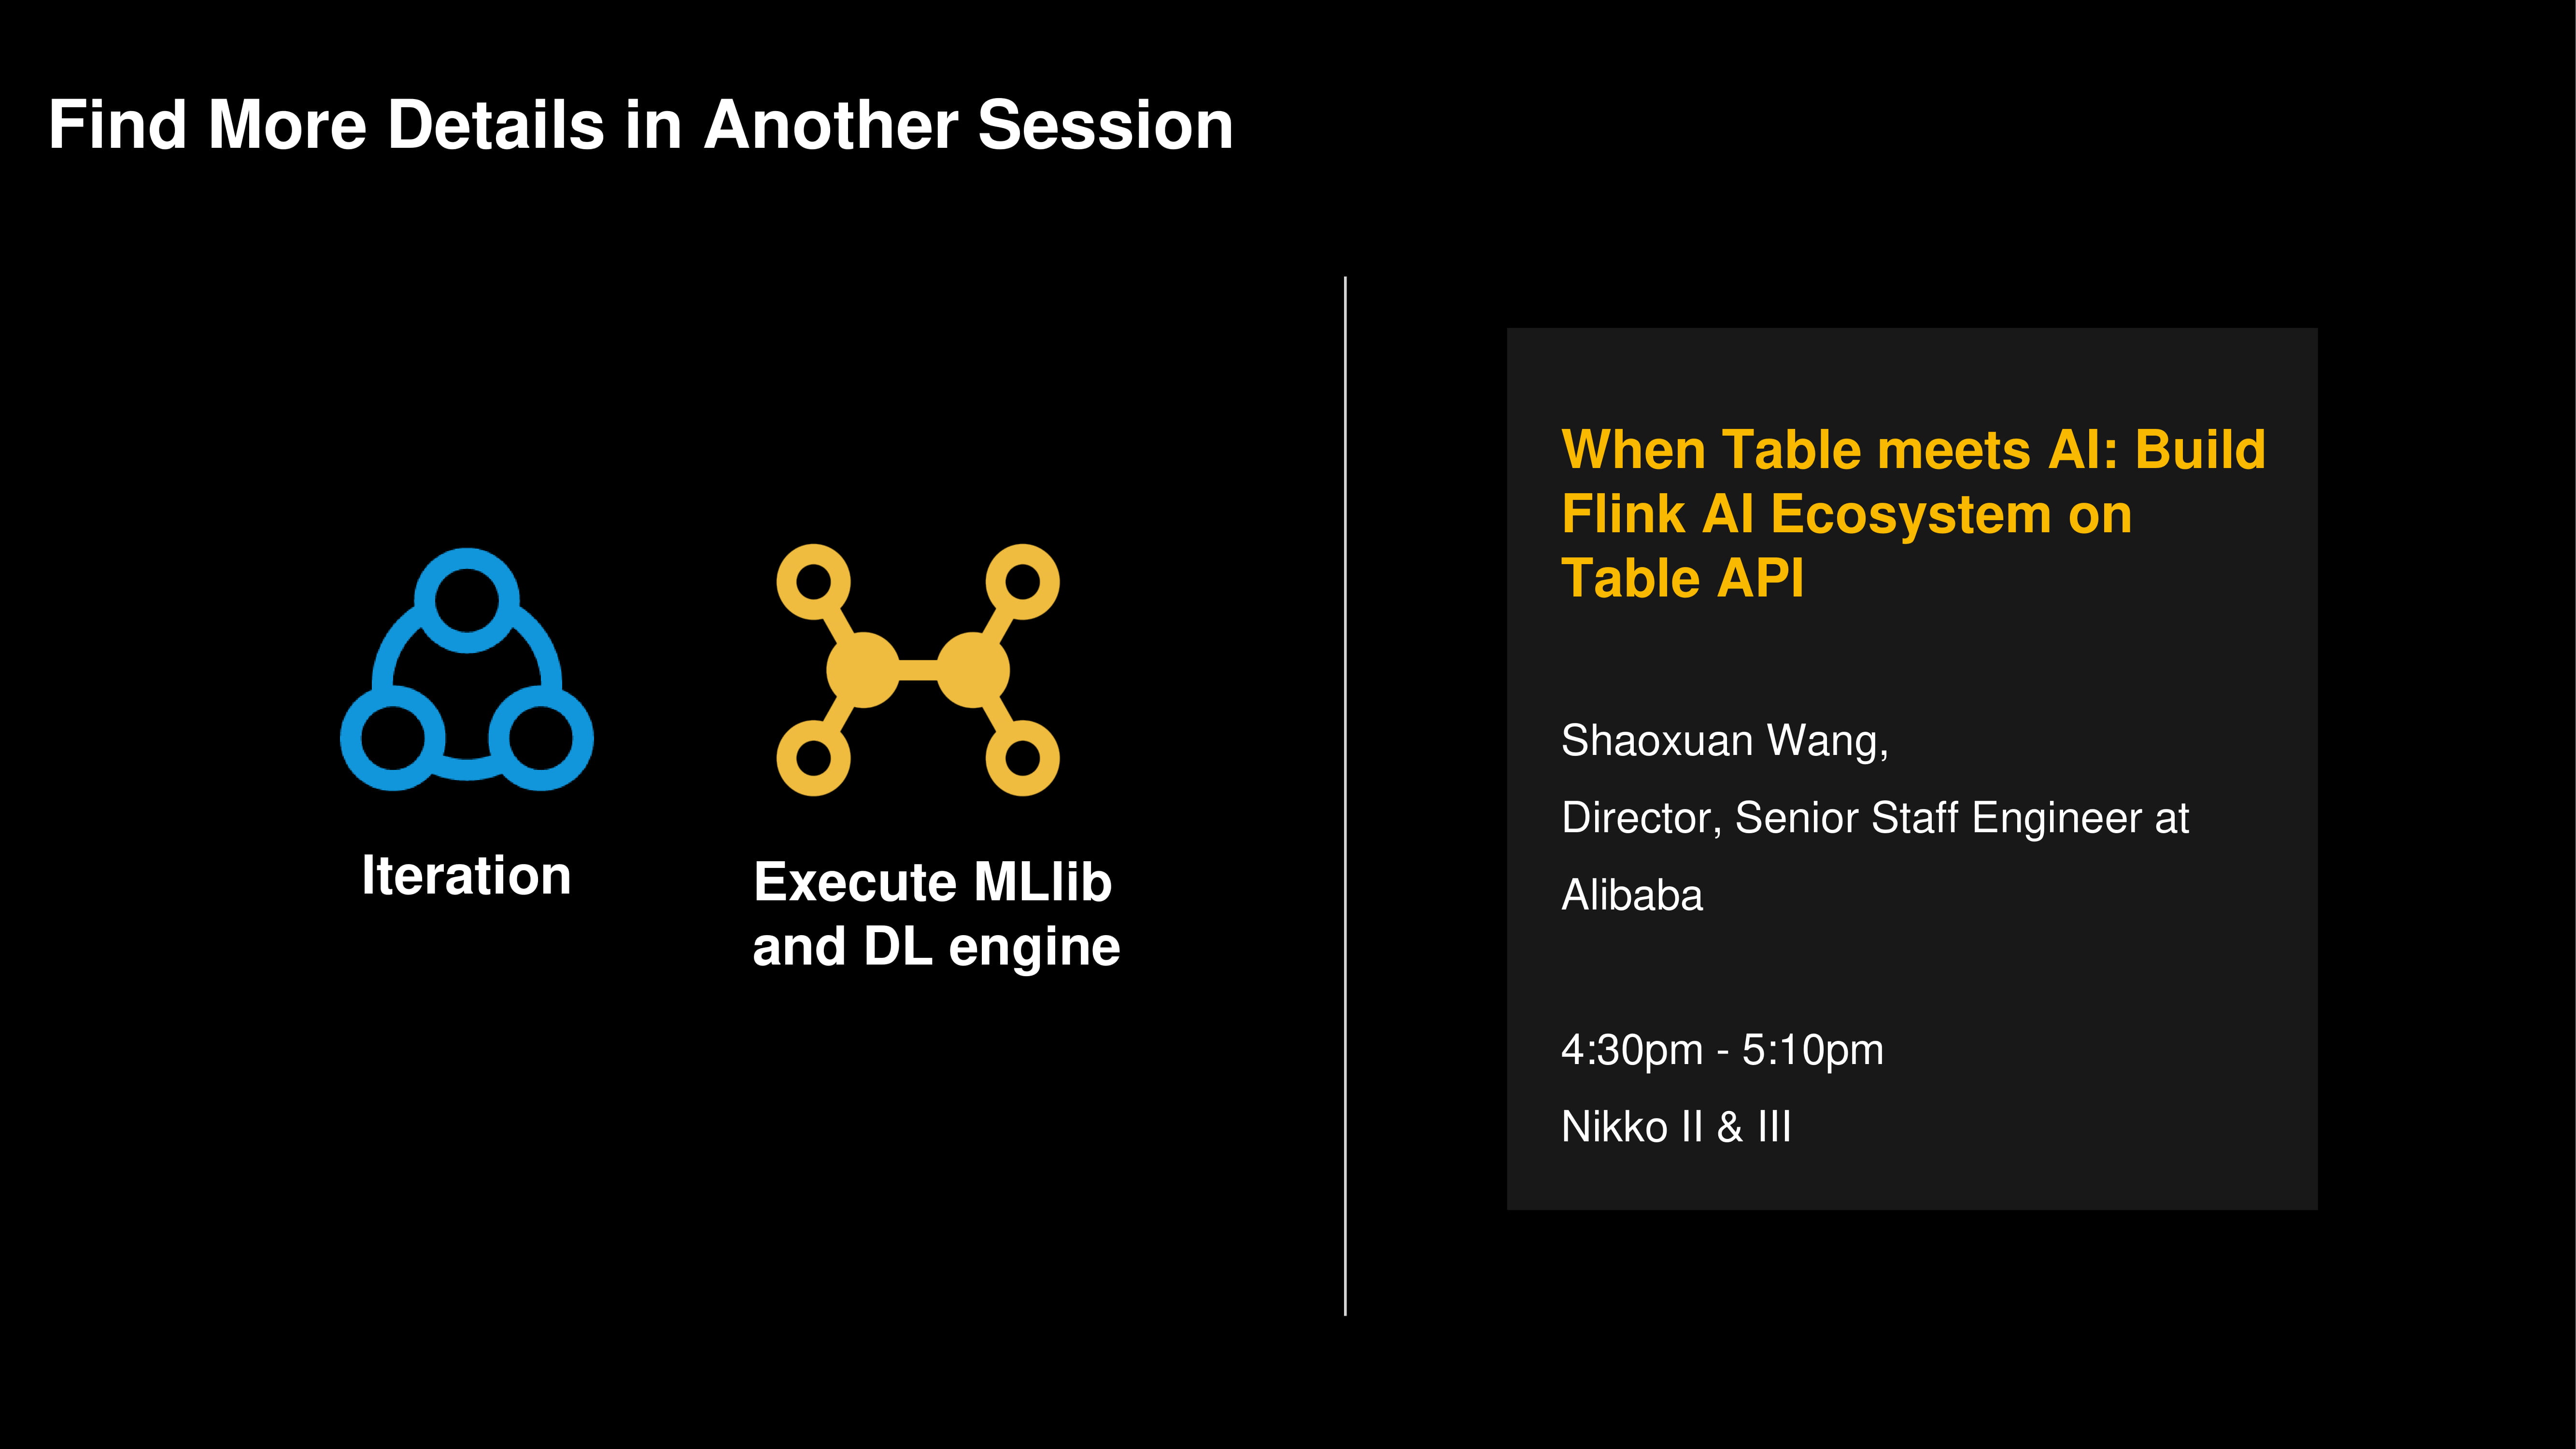 Find More Details in Another Session
Iteration
Execute MLlib
and DL engine
When Table meets AI: Build
Flink AI Ecosystem on
Table API
Shaoxuan Wang,
Director, Senior Staff Engineer at
Alibaba
4:30pm - 5:10pm
Nikko II & III